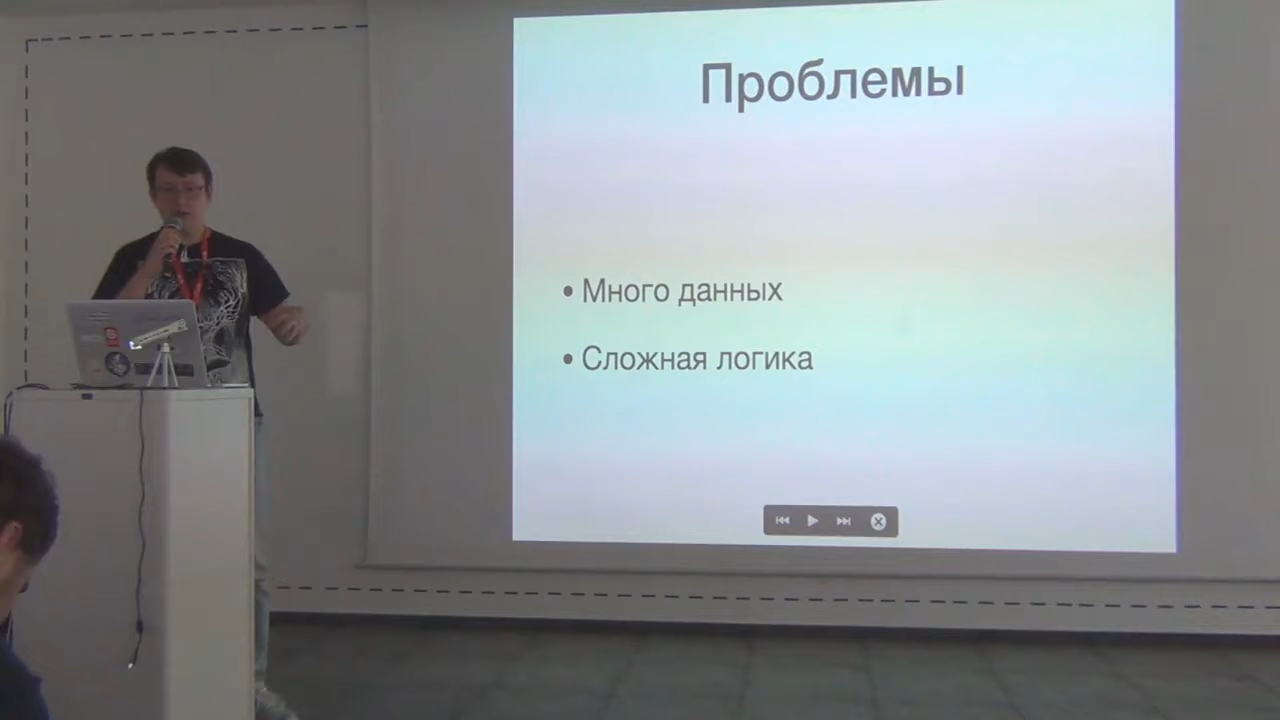 Проблемы
• Много данных
• Сложная логика